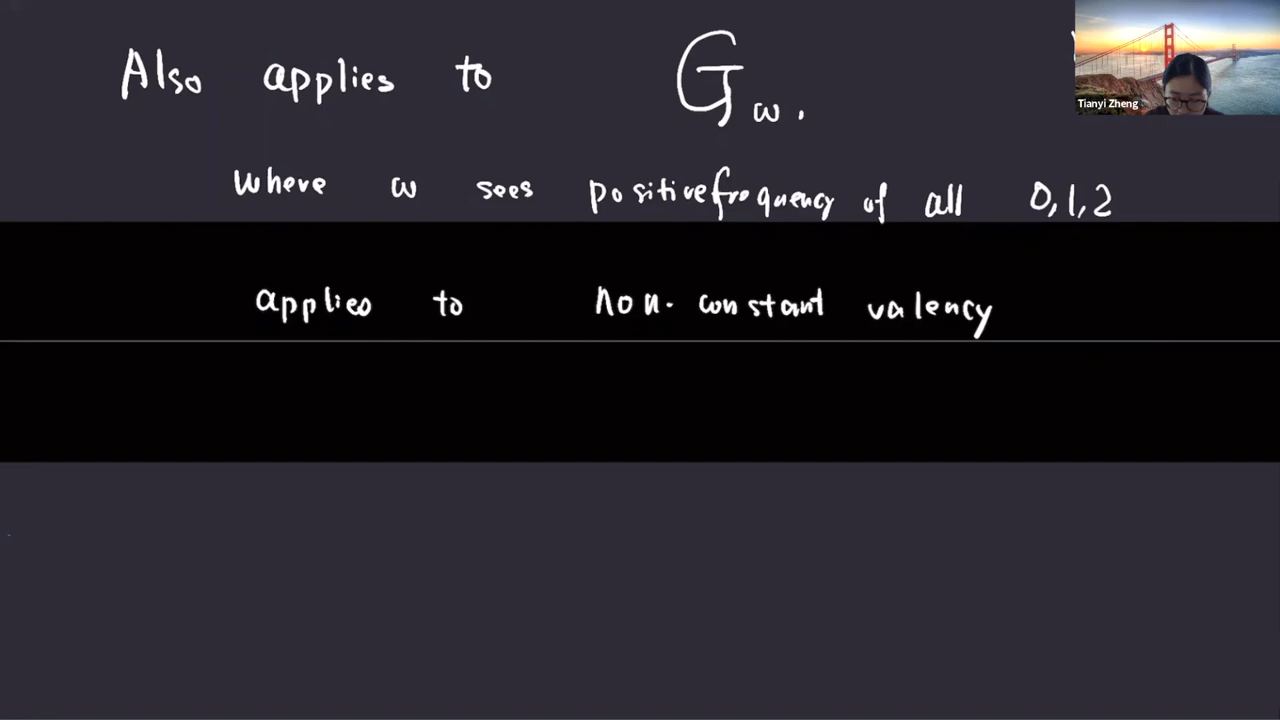 Also applies to G_ω.
Tianyi Zheng
where ω sees positive frequency of all 0,1,2
applies to non-constant valency